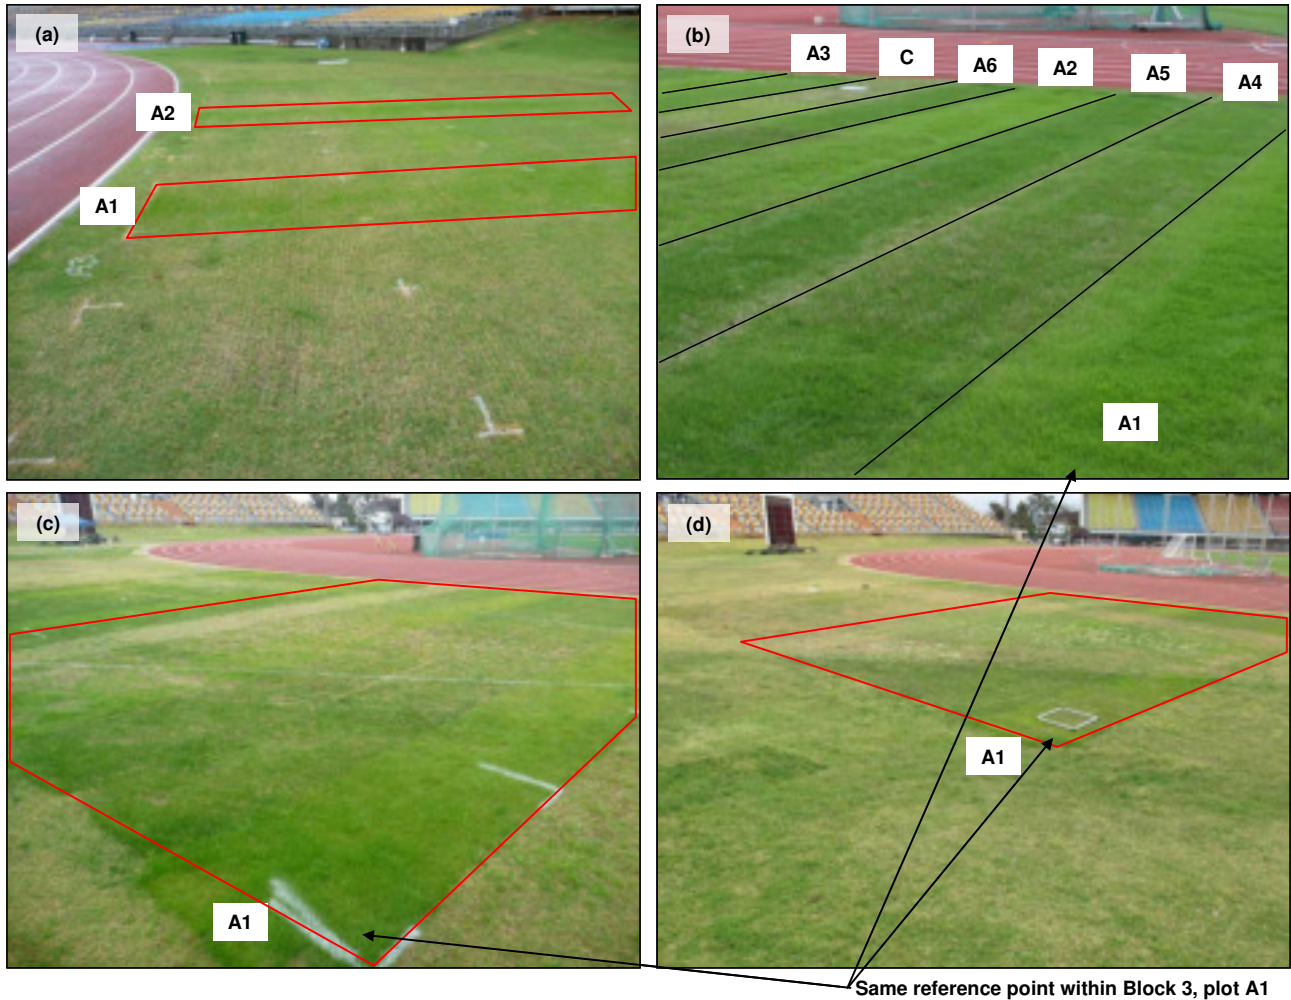 (a)
A2
A1
(b)
A3 C A6 A2 A5 A4
A1
(c)
A1
(d)
A1
Same reference point within Block 3, plot A1